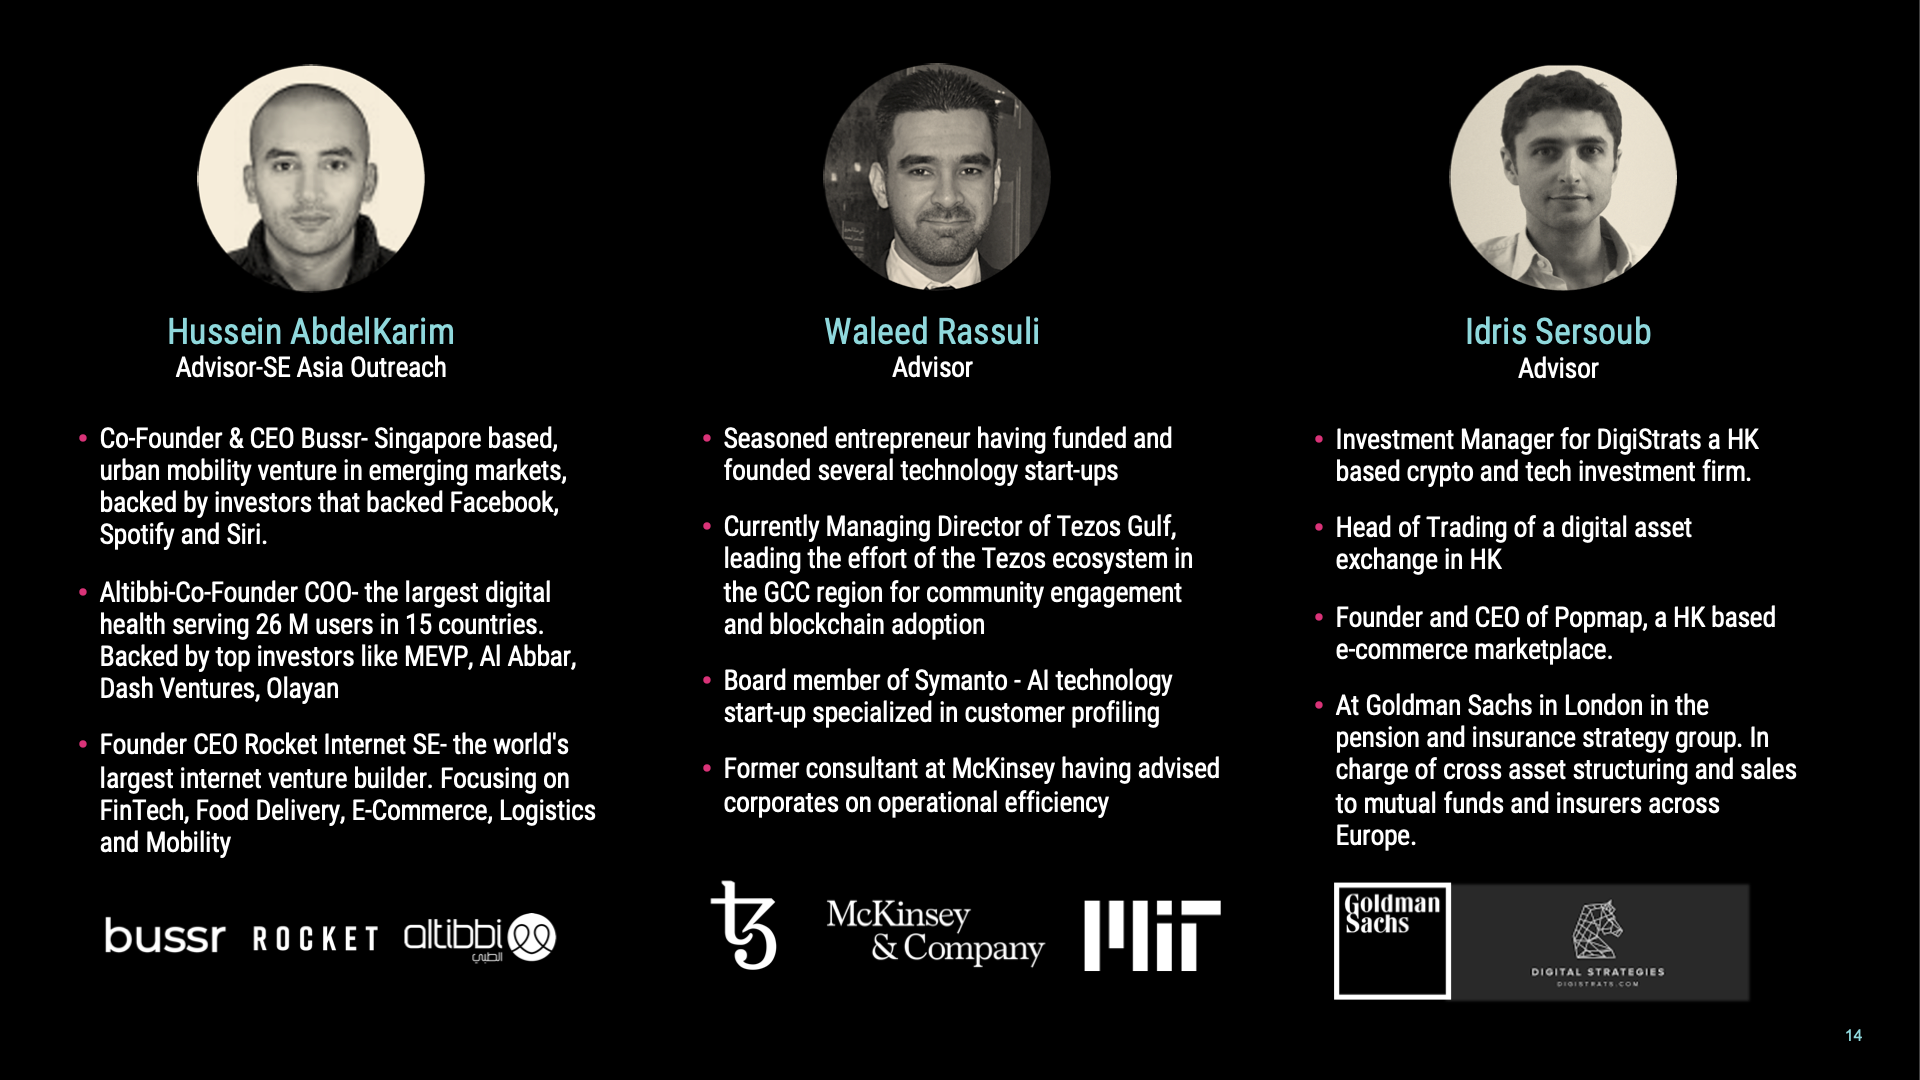 Hussein AbdelKarim
Advisor-SE Asia Outreach
• Co-Founder & CEO Bussr- Singapore based,
urban mobility venture in emerging markets,
backed by investors that backed Facebook,
Spotify and Siri.
• Altibbi-Co-Founder COO- the largest digital
health serving 26 M users in 15 countries.
Backed by top investors like MEVP, Al Abbar,
Dash Ventures, Olayan
• Founder CEO Rocket Internet SE- the world's
largest internet venture builder. Focusing on
FinTech, Food Delivery, E-Commerce, Logistics
and Mobility
bussr
ROCKET
altibbi
الطبي
Waleed Rassuli
Advisor
• Seasoned entrepreneur having funded and
founded several technology start-ups
• Currently Managing Director of Tezos Gulf,
leading the effort of the Tezos ecosystem in
the GCC region for community engagement
and blockchain adoption
• Board member of Symanto - AI technology
start-up specialized in customer profiling
• Former consultant at McKinsey having advised
corporates on operational efficiency
McKinsey
& Company
MIT
Idris Sersoub
Advisor
• Investment Manager for DigiStrats a HK
based crypto and tech investment firm.
• Head of Trading of a digital asset
exchange in HK
• Founder and CEO of Popmap, a HK based
e-commerce marketplace.
• At Goldman Sachs in London in the
pension and insurance strategy group. In
charge of cross asset structuring and sales
to mutual funds and insurers across
Europe.
Goldman
Sachs
DIGITAL STRATEGIES
DIGISTRATS.COM
14